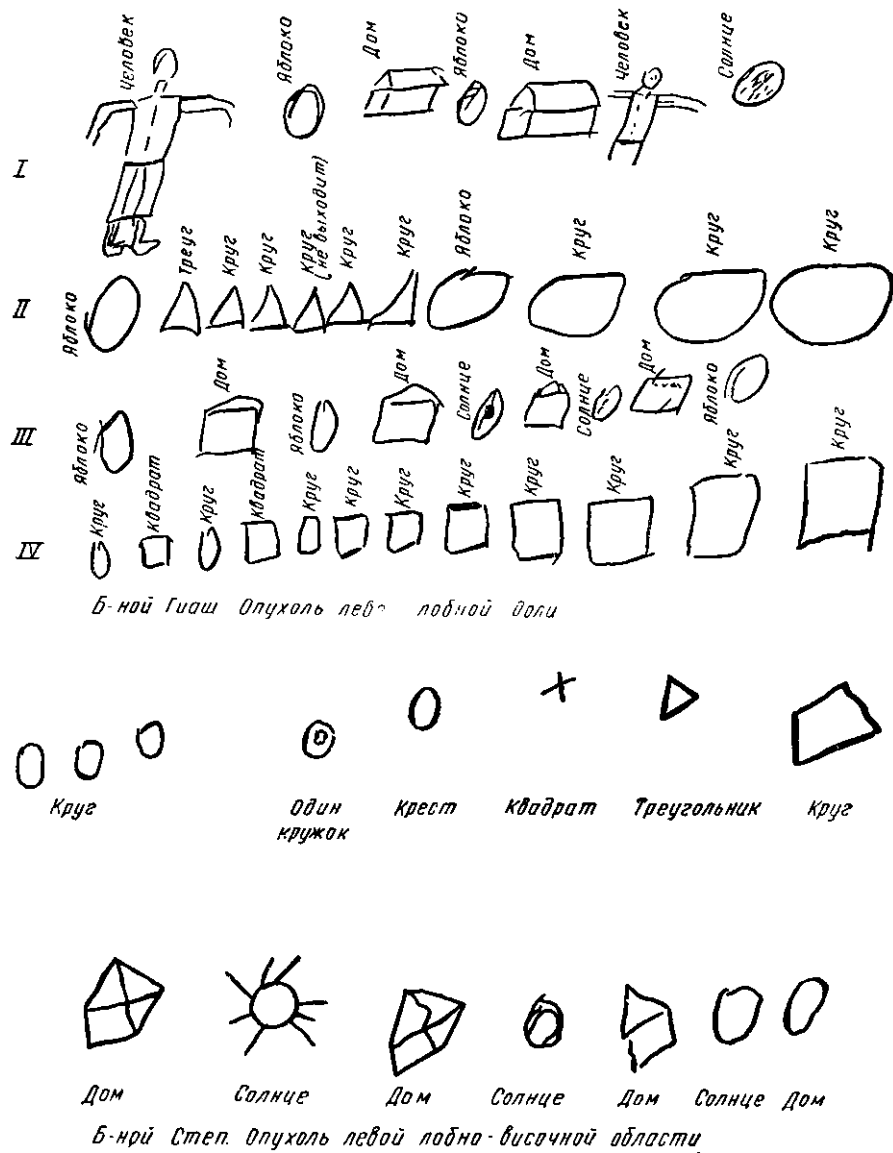 Человек Яблоко Дом Яблоко Дом Человек Солнце
I
Треуг Круг Круг Круг (не выходит) Круг Круг Яблоко Круг Круг Круг
II Яблоко
Дом Яблоко Дом Солнце Дом Солнце Дом Яблоко
III Яблоко
Круг Квадрат Круг Квадрат Круг Круг Круг Круг Круг Круг Круг Круг
IV
Б-ной Гиаш Опухоль лево лобной доли
Круг Один Крест Квадрат Треугольник Круг
кружок
Дом Солнце Дом Солнце Дом Солнце Дом
Б-ной Степ. Опухоль левой лобно-височной области